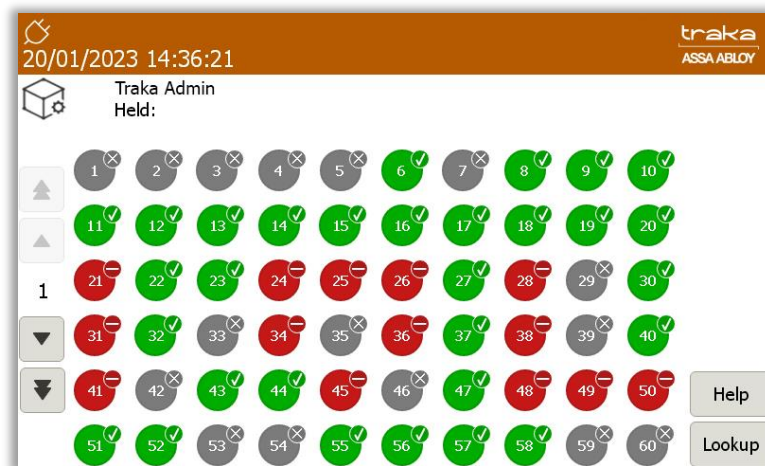 traka
20/01/2023 14:36:21
ASSA ABLOY
Traka Admin
Held:
1 2 3 4 5 6 7 8 9 10
11 12 13 14 15 16 17 18 19 20
21 22 23 24 25 26 27 28 29 30
1
31 32 33 34 35 36 37 38 39 40
41 42 43 44 45 46 47 48 49 50
Help
51 52 53 54 55 56 57 58 59 60
Lookup